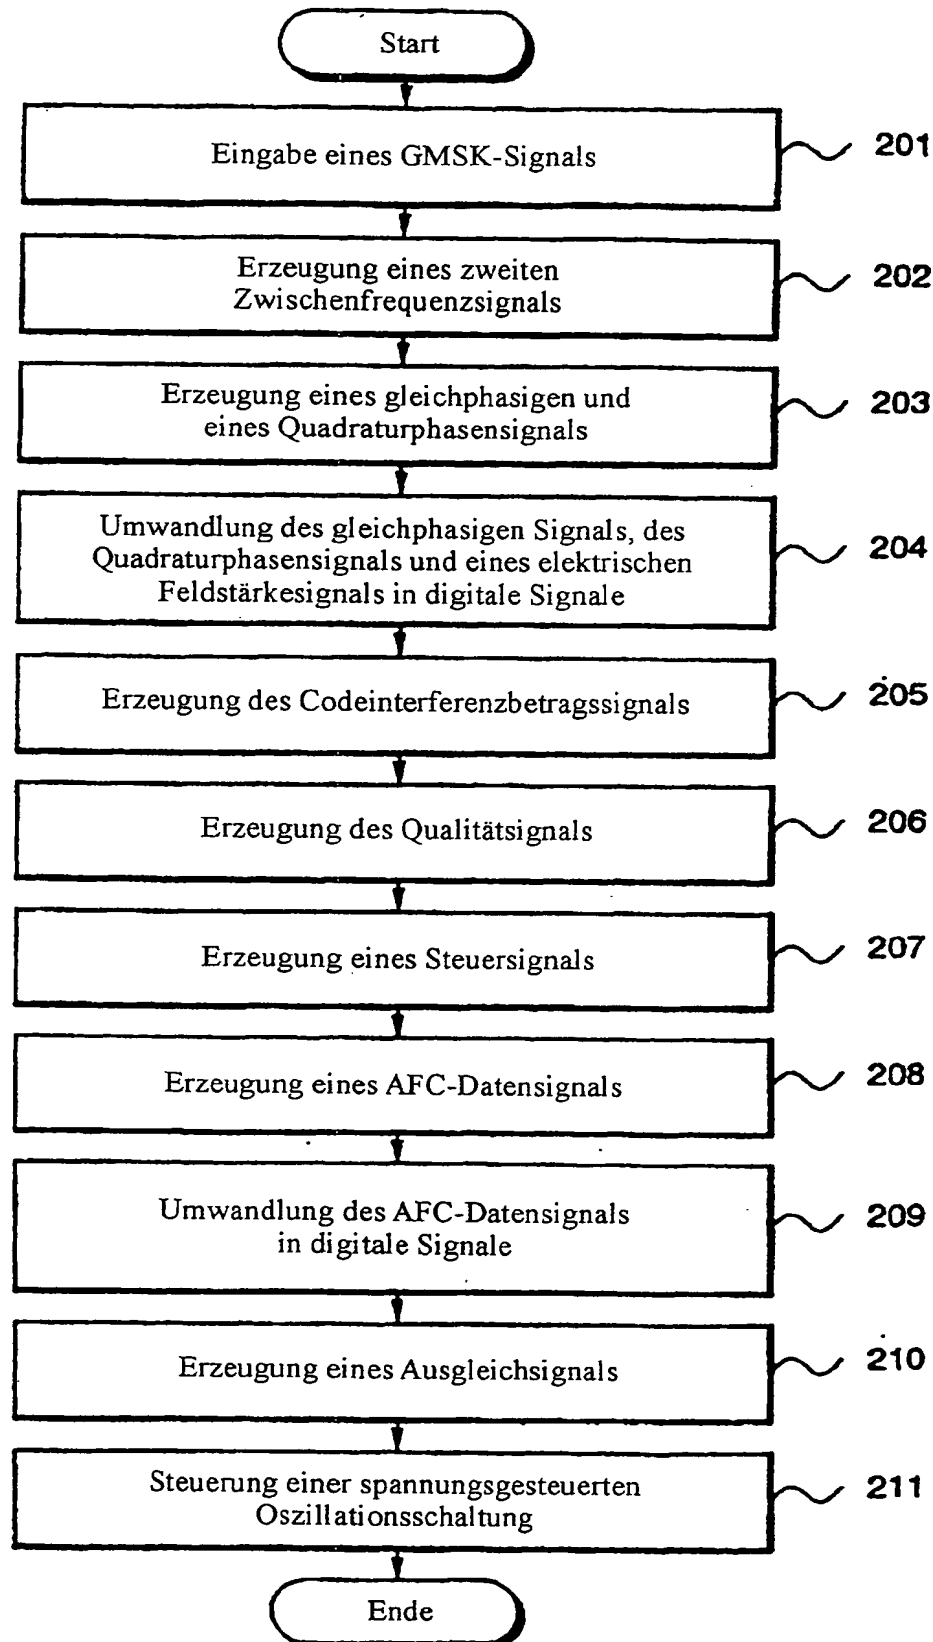 Start
Eingabe eines GMSK-Signals
201
Erzeugung eines zweiten
Zwischenfrequenzsignals
202
Erzeugung eines gleichphasigen und
eines Quadraturphasensignals
203
Umwandlung des gleichphasigen Signals, des
Quadraturphasensignals und eines elektrischen
Feldstärkesignals in digitale Signale
204
Erzeugung des Codeinterferenzbetragssignals
205
Erzeugung des Qualitätsignals
206
Erzeugung eines Steuersignals
207
Erzeugung eines AFC-Datensignals
208
Umwandlung des AFC-Datensignals
in digitale Signale
209
Erzeugung eines Ausgleichsignals
210
Steuerung einer spannungsgesteuerten
Oszillationsschaltung
211
Ende